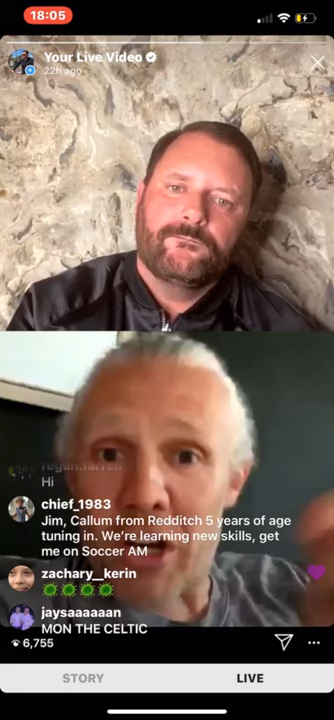 18:05
Your Live Video
22h ago
Hi
chief_1983
Jim, Callum from Redditch 5 years of age
tuning in. We're learning new skills, get
me on Soccer AM
zachary__kerin
jaysaaaaaan
MON THE CELTIC
6,755
STORY
LIVE